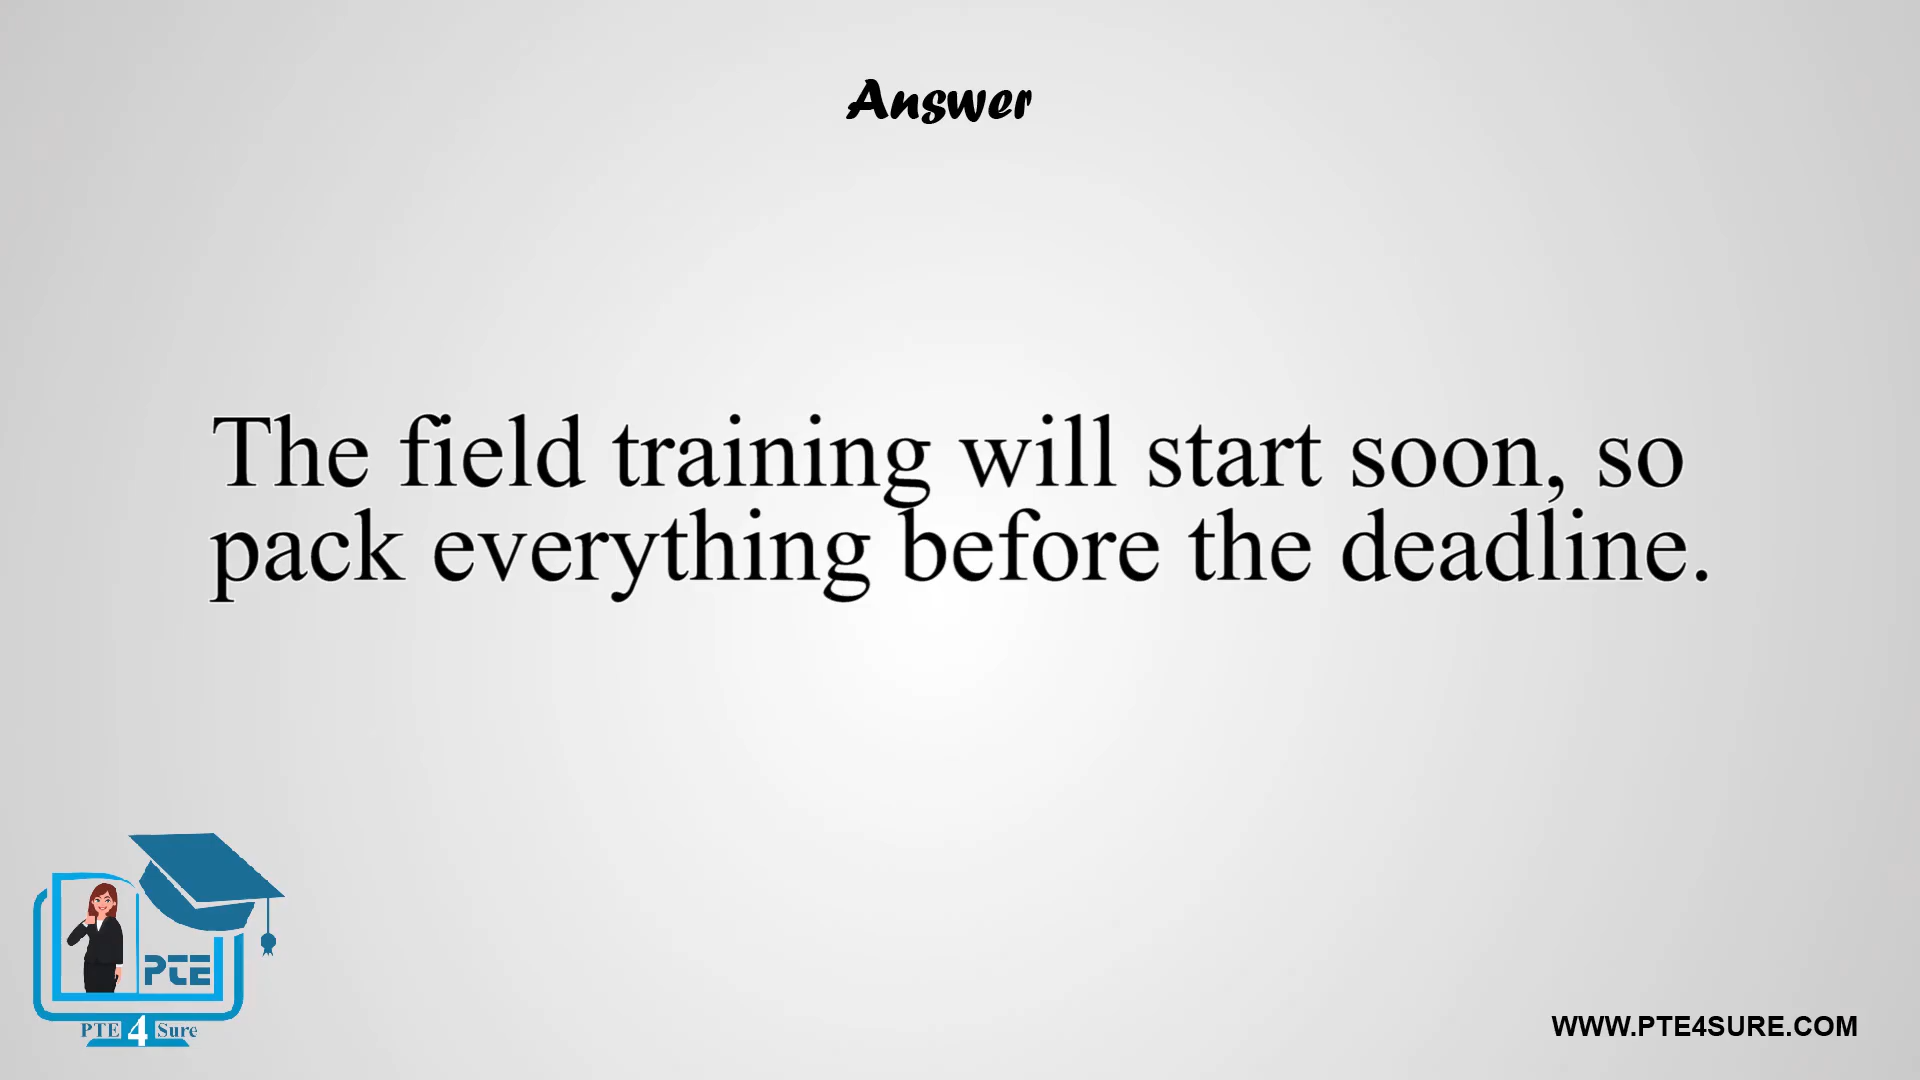 Answer
The field training will start soon, so
pack everything before the deadline.
PTE
PTE 4 Sure
WWW.PTE4SURE.COM